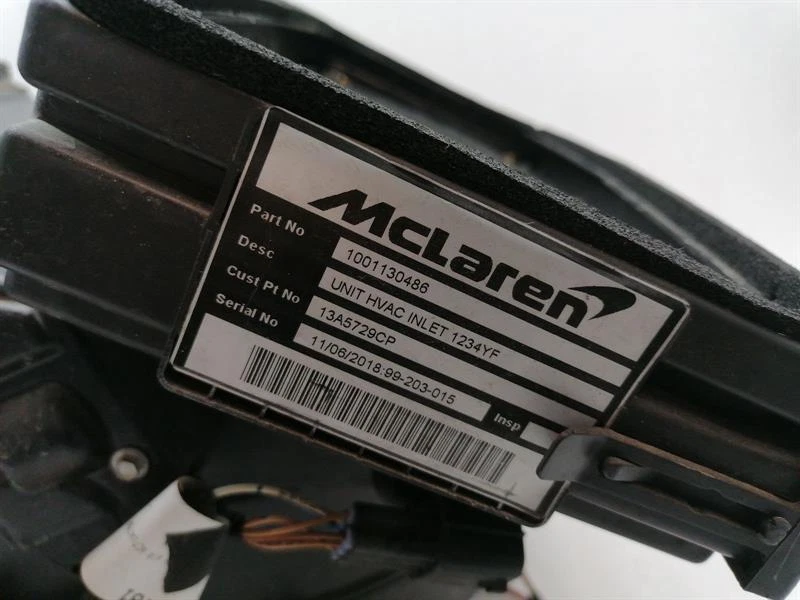 McLaren
Part No 1001130486
Desc UNIT HVAC INLET 1234YF
Cust Pt No 13A5729CP
Serial No 11/06/2018:99-203-015
Insp